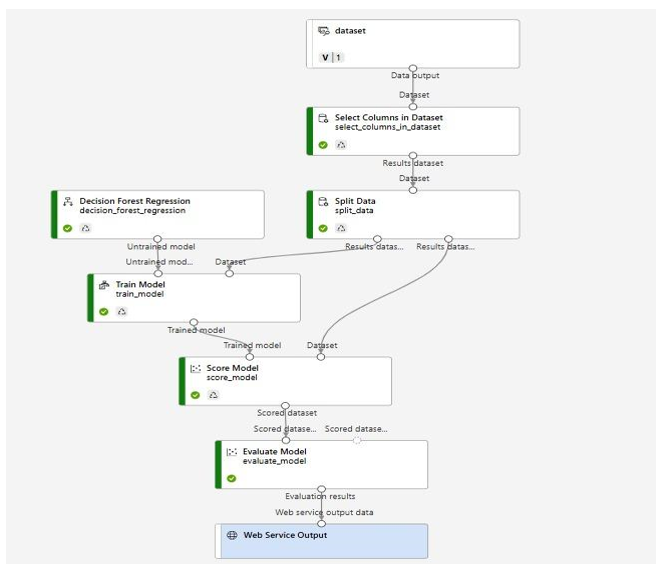 dataset
V | 1
Data output
Dataset
Select Columns in Dataset
select_columns_in_dataset
Results dataset
Dataset
Decision Forest Regression
decision_forest_regression
Split Data
split_data
Untrained model
Results datas...
Results datas...
Untrained mod...
Dataset
Train Model
train_model
Trained model
Trained model
Dataset
Score Model
score_model
Scored dataset
Scored datase...
Scored datase...
Evaluate Model
evaluate_model
Evaluation results
Web service output data
Web Service Output